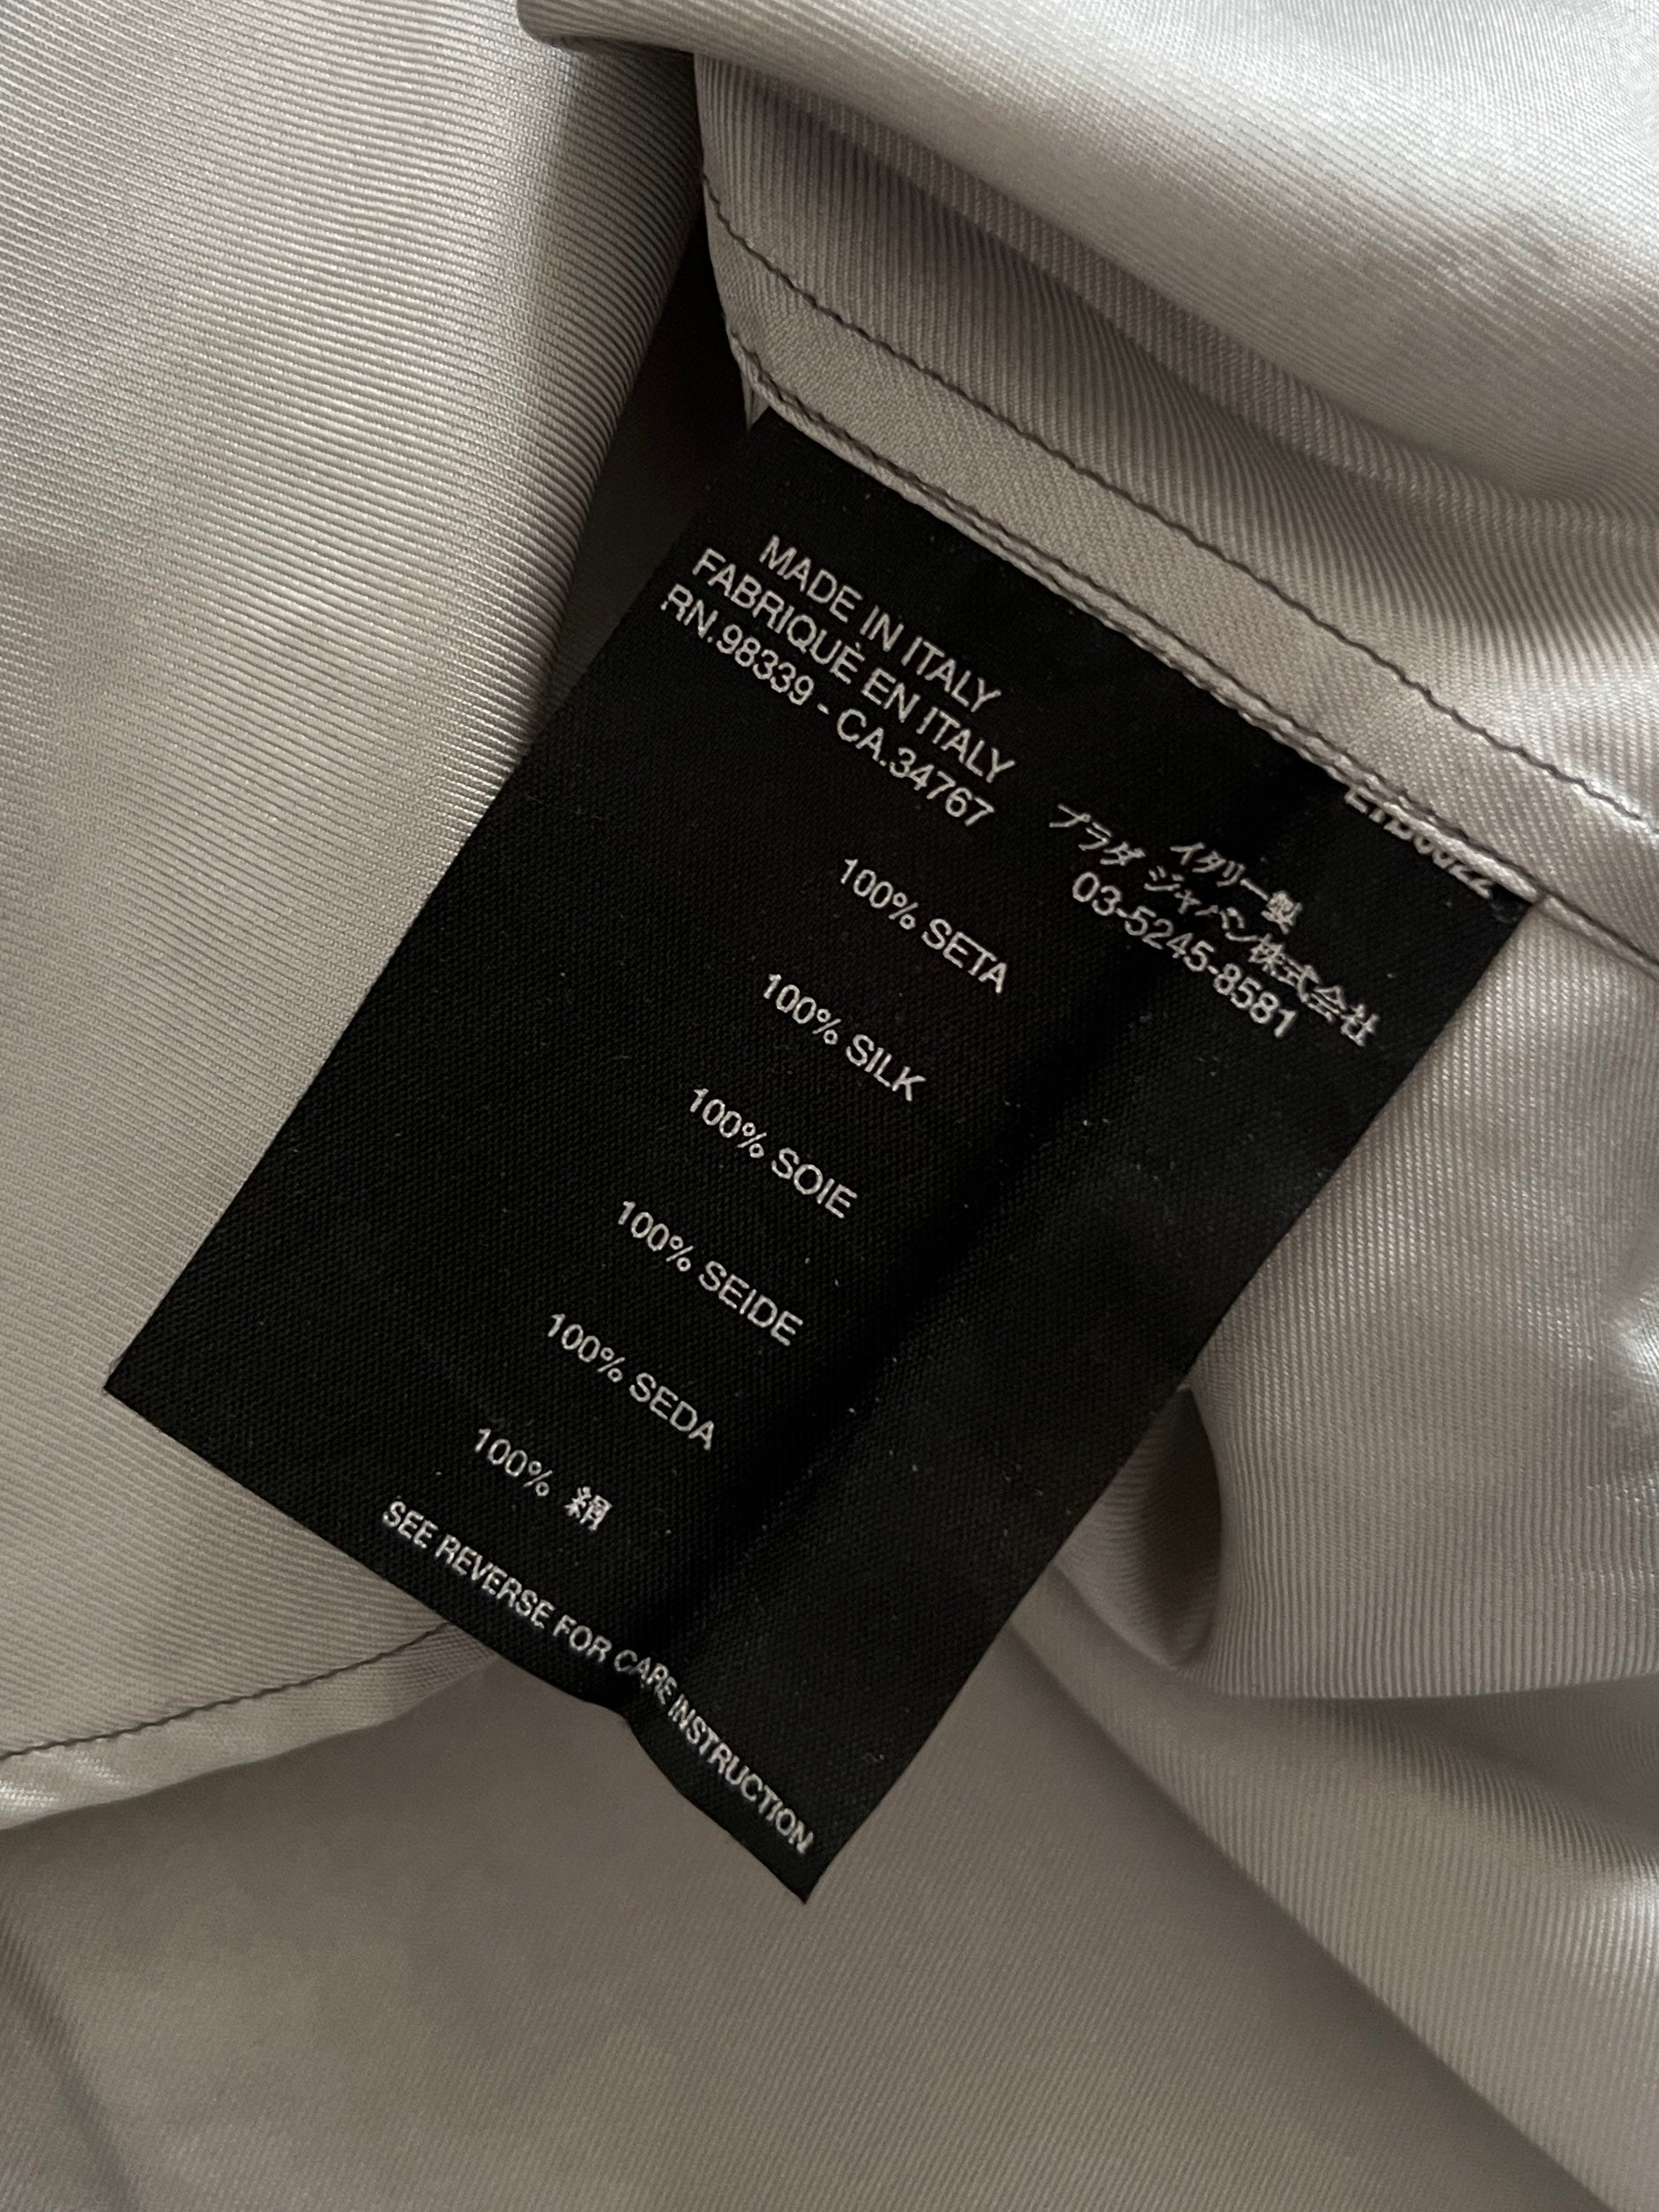 MADE IN ITALY
FABRIQUÈ EN ITALY
RN.98339 - CA.34767
イタリー製
プラダ ジャパン株式会社
03-5245-8581
100% SETA
100% SILK
100% SOIE
100% SEIDE
100% SEDA
100% 絹
SEE REVERSE FOR CARE INSTRUCTION